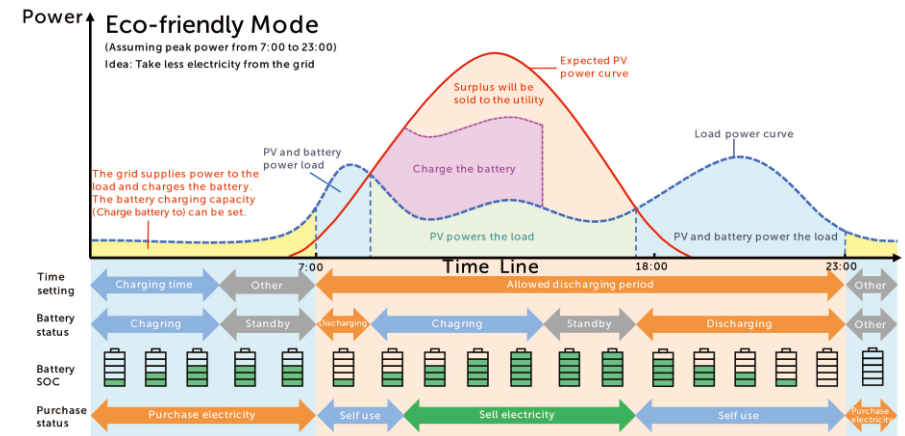 Power
Eco-friendly Mode
(Assuming peak power from 7:00 to 23:00)
Idea: Take less electricity from the grid
Expected PV
power curve
Surplus will be
sold to the utility
Load power curve
PV and battery
power load
Charge the battery
The grid supplies power to the
load and charges the battery.
The battery charging capacity
(Charge battery to) can be set.
PV powers the load
PV and battery power the load
7:00
Time Line
18:00
23:00
Time
setting
Charging time
Other
Allowed discharging period
Other
Battery
status
Chagring
Standby
Discharging
Chagring
Standby
Discharging
Other
Battery
SOC
Purchase
status
Purchase electricity
Self use
Sell electricity
Self use
Purchase
electricity